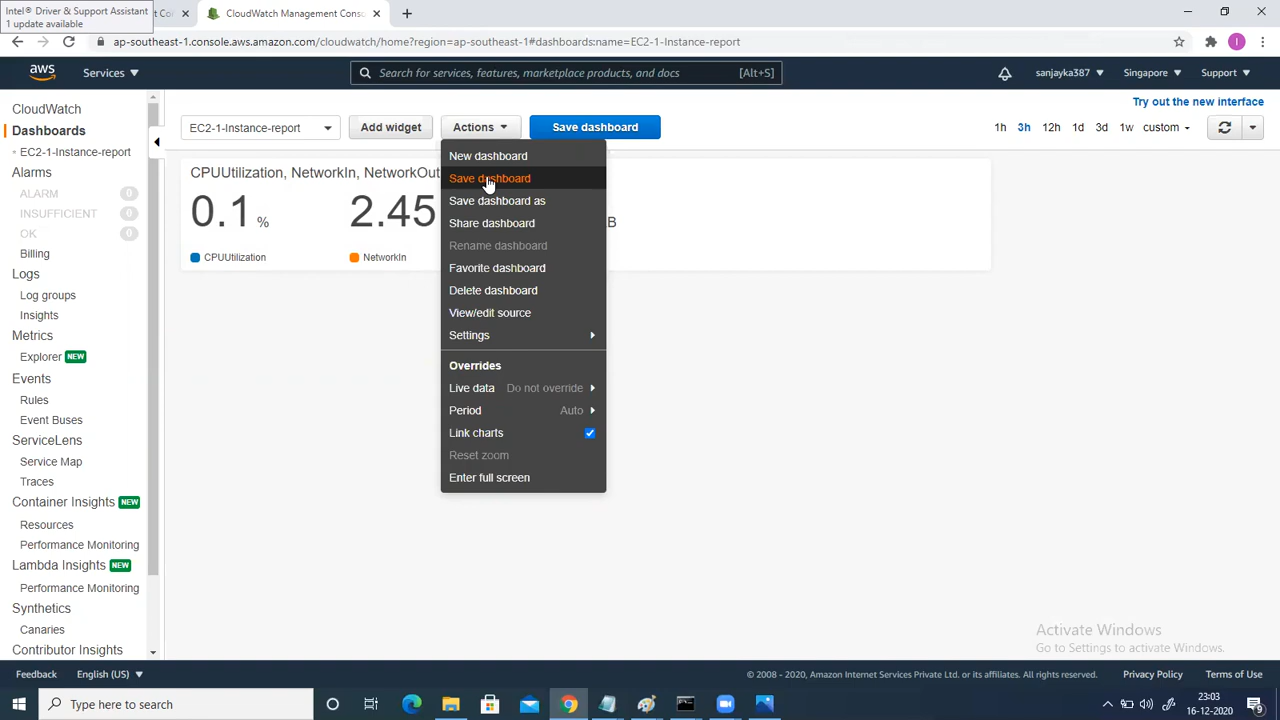 Intel® Driver & Support Assistant
1 update available
CloudWatch Management Conso
ap-southeast-1.console.aws.amazon.com/cloudwatch/home?region=ap-southeast-1#dashboards:name=EC2-1-Instance-report
aws
Services
Search for services, features, marketplace products, and docs
[Alt+S]
sanjayka387
Singapore
Support
Try out the new interface
CloudWatch
Dashboards
EC2-1-Instance-report
Alarms
ALARM 0
INSUFFICIENT 0
OK 0
Billing
Logs
Log groups
Insights
Metrics
Explorer NEW
Events
Rules
Event Buses
ServiceLens
Service Map
Traces
Container Insights NEW
Resources
Performance Monitoring
Lambda Insights NEW
Performance Monitoring
Synthetics
Canaries
Contributor Insights
EC2-1-Instance-report
Add widget
Actions
Save dashboard
1h 3h 12h 1d 3d 1w custom
CPUUtilization, NetworkIn, NetworkOut
0.1 %
2.45
B
CPUUtilization
NetworkIn
New dashboard
Save dashboard
Save dashboard as
Share dashboard
Rename dashboard
Favorite dashboard
Delete dashboard
View/edit source
Settings
Overrides
Live data Do not override
Period Auto
Link charts
Reset zoom
Enter full screen
Activate Windows
Go to Settings to activate Windows.
Feedback
English (US)
© 2008 - 2020, Amazon Internet Services Private Ltd. or its affiliates. All rights reserved.
Privacy Policy
Terms of Use
Type here to search
23:03
16-12-2020